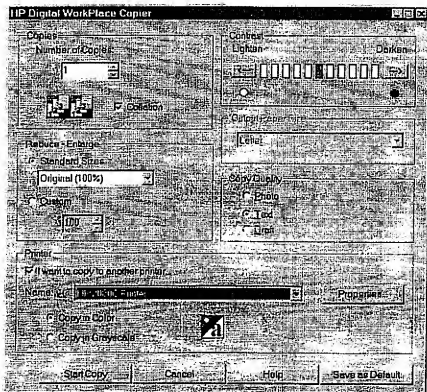 HP Digital WorkPlace Copier
Copies
Number of Copies:
1
Collation
Contrast
Lighten
Darken
Reduce - Enlarge
Standard Sizes
Original (100%)
Custom
100
Letter
Copy Quality
Photo
Text
Draft
Printer
I want to copy to another printer...
Name
Printer
Properties...
Copy in Color
Copy in Grayscale
a
Start Copy
Cancel
Help
Save as Default